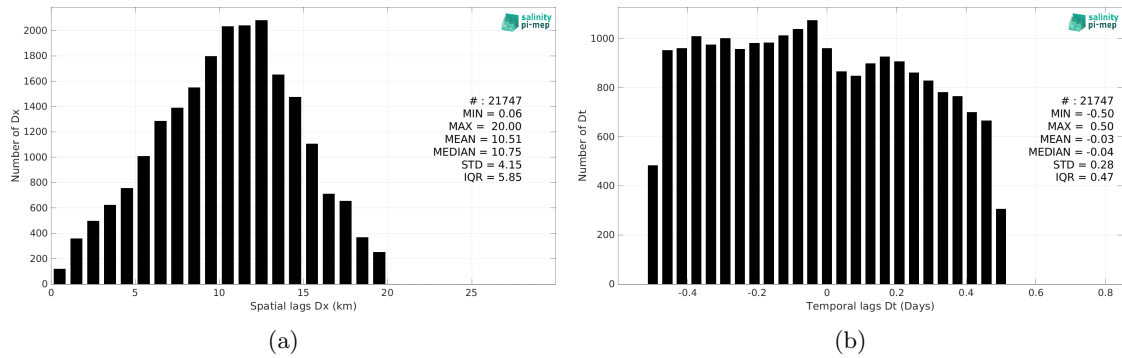 2000
1800
1600
1400
1200
1000
800
600
400
200
0
Number of Dx
0 5 10 15 20 25
Spatial lags Dx (km)
salinity
pi-mep
# : 21747
MIN = 0.06
MAX = 20.00
MEAN = 10.51
MEDIAN = 10.75
STD = 4.15
IQR = 5.85
(a)
1000
800
600
400
200
0
Number of Dt
-0.4 -0.2 0 0.2 0.4 0.6 0.8
Temporal lags Dt (Days)
salinity
pi-mep
# : 21747
MIN = -0.50
MAX = 0.50
MEAN = -0.03
MEDIAN = -0.04
STD = 0.28
IQR = 0.47
(b)